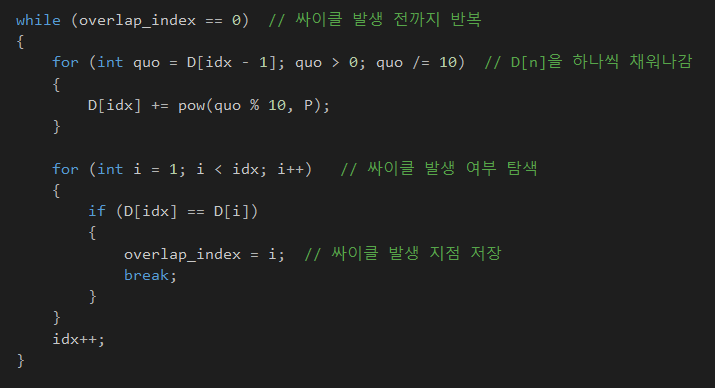 while (overlap_index == 0)  // 싸이클 발생 전까지 반복
{
    for (int quo = D[idx - 1]; quo > 0; quo /= 10)  // D[n]을 하나씩 채워나감
    {
        D[idx] += pow(quo % 10, P);
    }

    for (int i = 1; i < idx; i++)   // 싸이클 발생 여부 탐색
    {
        if (D[idx] == D[i])
        {
            overlap_index = i;  // 싸이클 발생 지점 저장
            break;
        }
    }
    idx++;
}